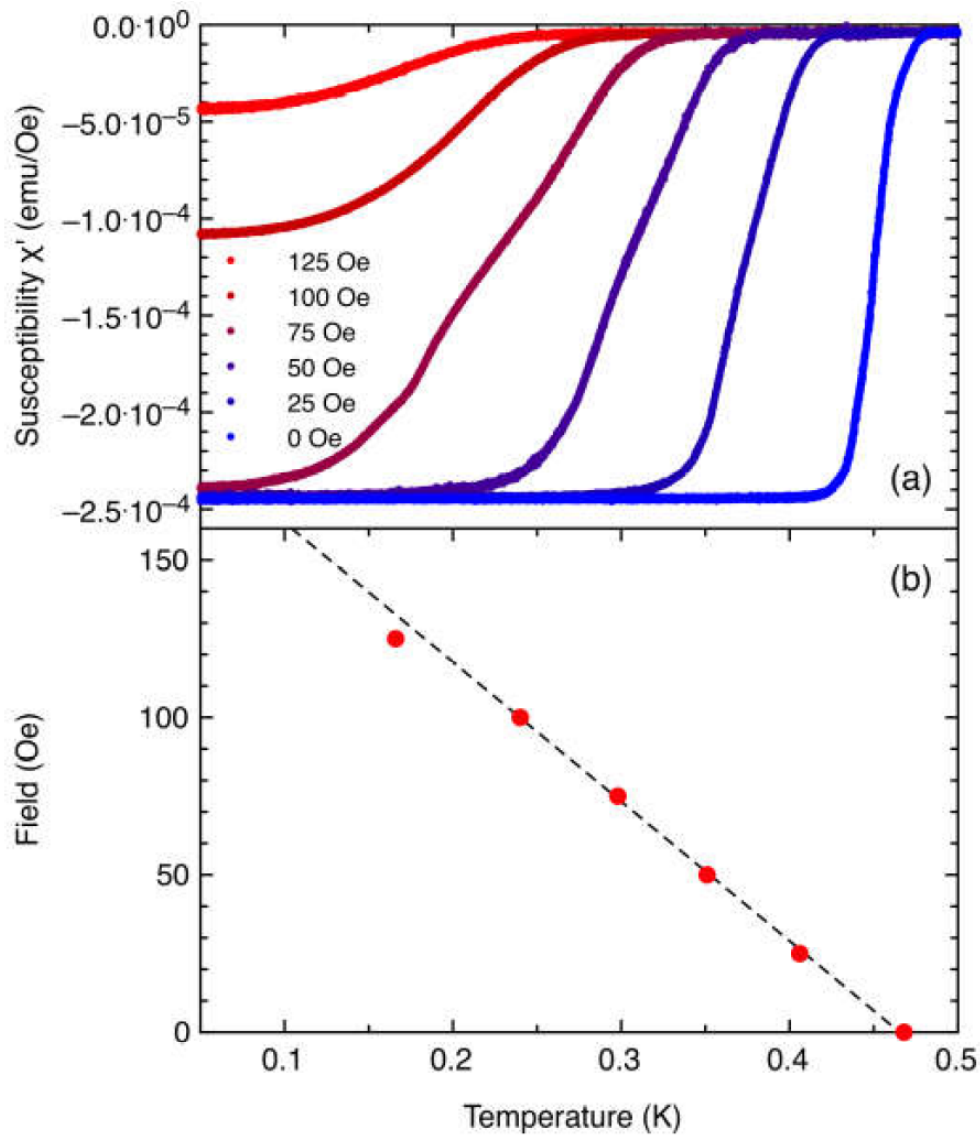 0.0·10⁰
−5.0·10⁻⁵
−1.0·10⁻⁴
−1.5·10⁻⁴
−2.0·10⁻⁴
−2.5·10⁻⁴
Susceptibility χ' (emu/Oe)
125 Oe
100 Oe
75 Oe
50 Oe
25 Oe
0 Oe
(a)
(b)
150
100
50
0
Field (Oe)
0.1 0.2 0.3 0.4 0.5
Temperature (K)